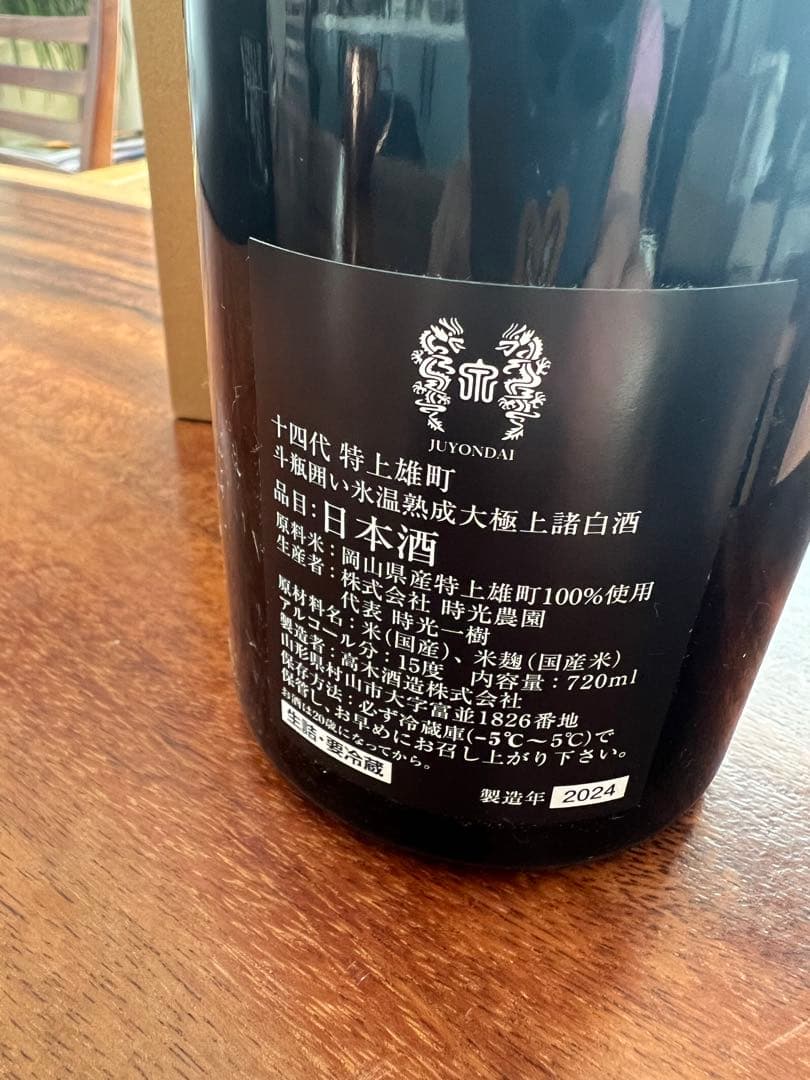 JUYONDAI
十四代 特上雄町
斗瓶囲い氷温熟成大極上諸白酒
品目:日本酒
原料米:岡山県産特上雄町100%使用
生産者:株式会社 時光農園
代表 時光一樹
原材料名:米(国産)、米麹(国産米)
アルコール分:15度 内容量:720ml
製造者:高木酒造株式会社
山形県村山市大字富並1826番地
保存方法:必ず冷蔵庫(-5℃〜5℃)で
保管し、お早めにお召し上がり下さい。
お酒は20歳になってから。
生詰・要冷蔵
製造年 2024